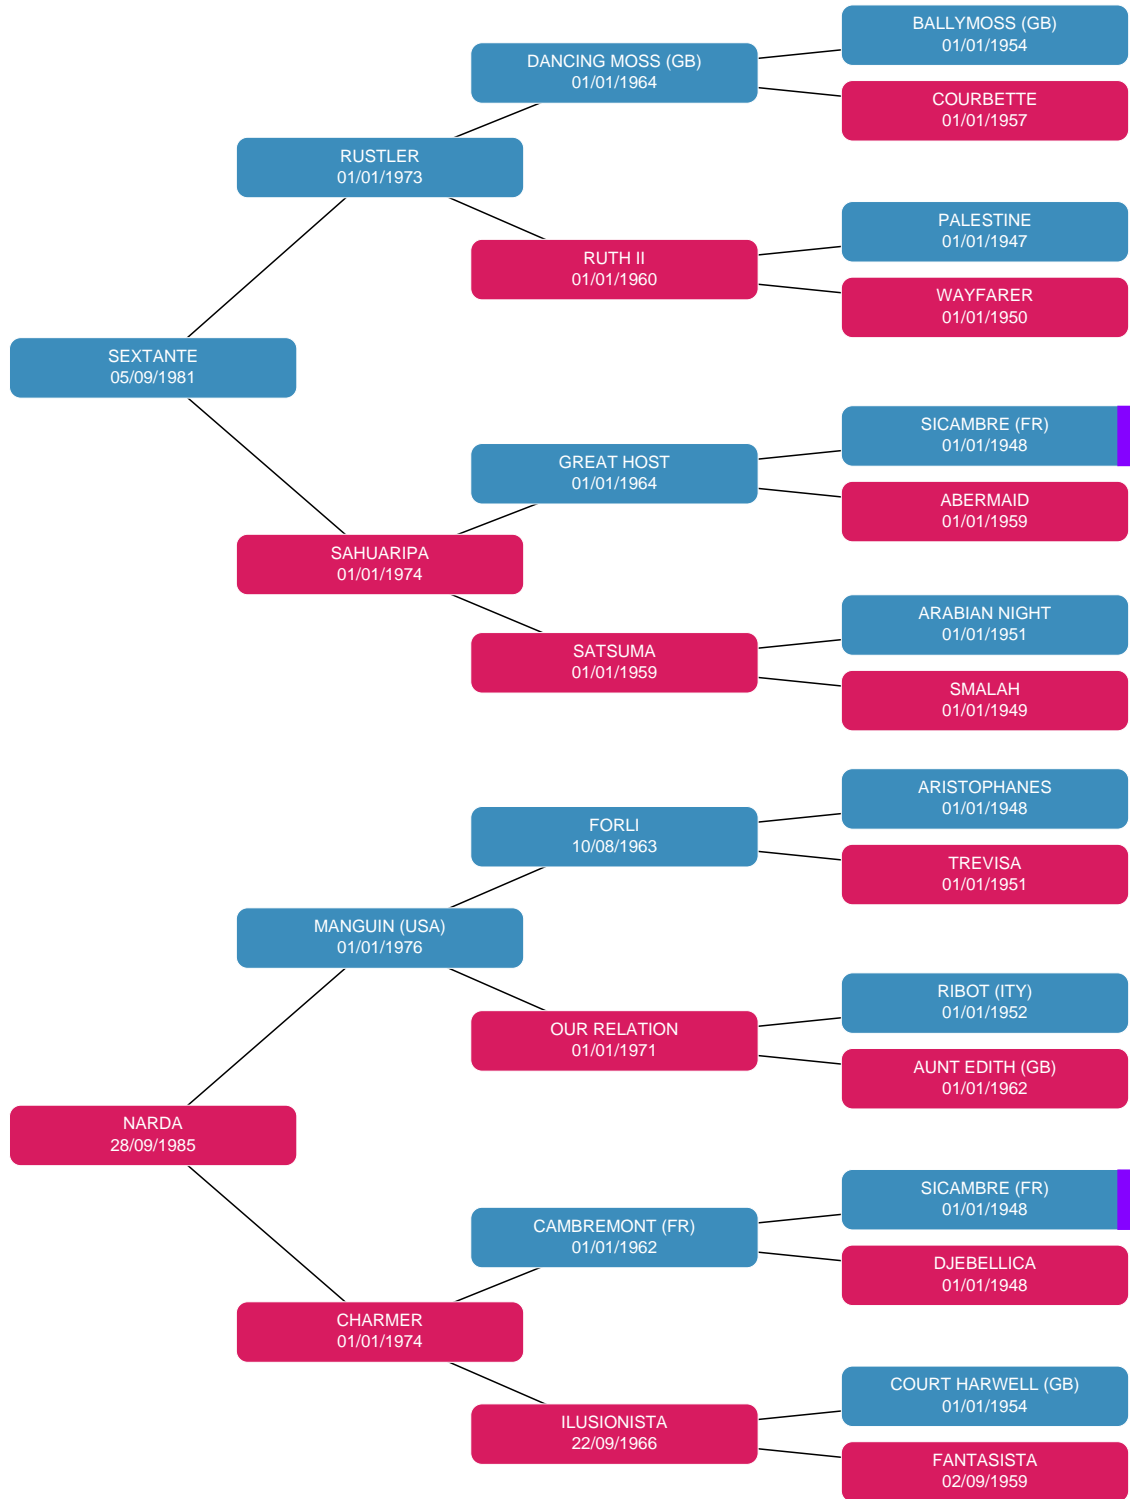 BALLYMOSS (GB)
01/01/1954
DANCING MOSS (GB)
01/01/1964
COURBETTE
01/01/1957
RUSTLER
01/01/1973
PALESTINE
01/01/1947
RUTH II
01/01/1960
WAYFARER
01/01/1950
SEXTANTE
05/09/1981
SICAMBRE (FR)
01/01/1948
GREAT HOST
01/01/1964
ABERMAID
01/01/1959
SAHUARIPA
01/01/1974
ARABIAN NIGHT
01/01/1951
SATSUMA
01/01/1959
SMALAH
01/01/1949
ARISTOPHANES
01/01/1948
FORLI
10/08/1963
TREVISA
01/01/1951
MANGUIN (USA)
01/01/1976
RIBOT (ITY)
01/01/1952
OUR RELATION
01/01/1971
AUNT EDITH (GB)
01/01/1962
NARDA
28/09/1985
SICAMBRE (FR)
01/01/1948
CAMBREMONT (FR)
01/01/1962
DJEBELLICA
01/01/1948
CHARMER
01/01/1974
COURT HARWELL (GB)
01/01/1954
ILUSIONISTA
22/09/1966
FANTASISTA
02/09/1959